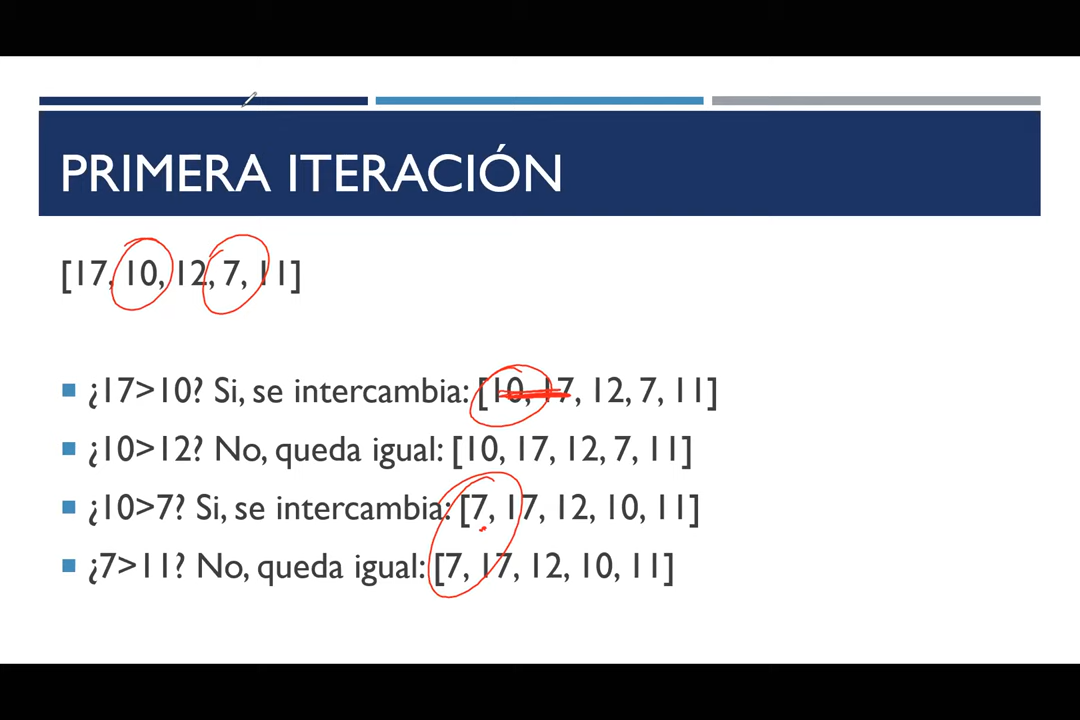 PRIMERA ITERACIÓN
[17, 10, 12, 7, 11]
¿17>10? Si, se intercambia: [10, 17, 12, 7, 11]
¿10>12? No, queda igual: [10, 17, 12, 7, 11]
¿10>7? Si, se intercambia: [7, 17, 12, 10, 11]
¿7>11? No, queda igual: [7, 17, 12, 10, 11]